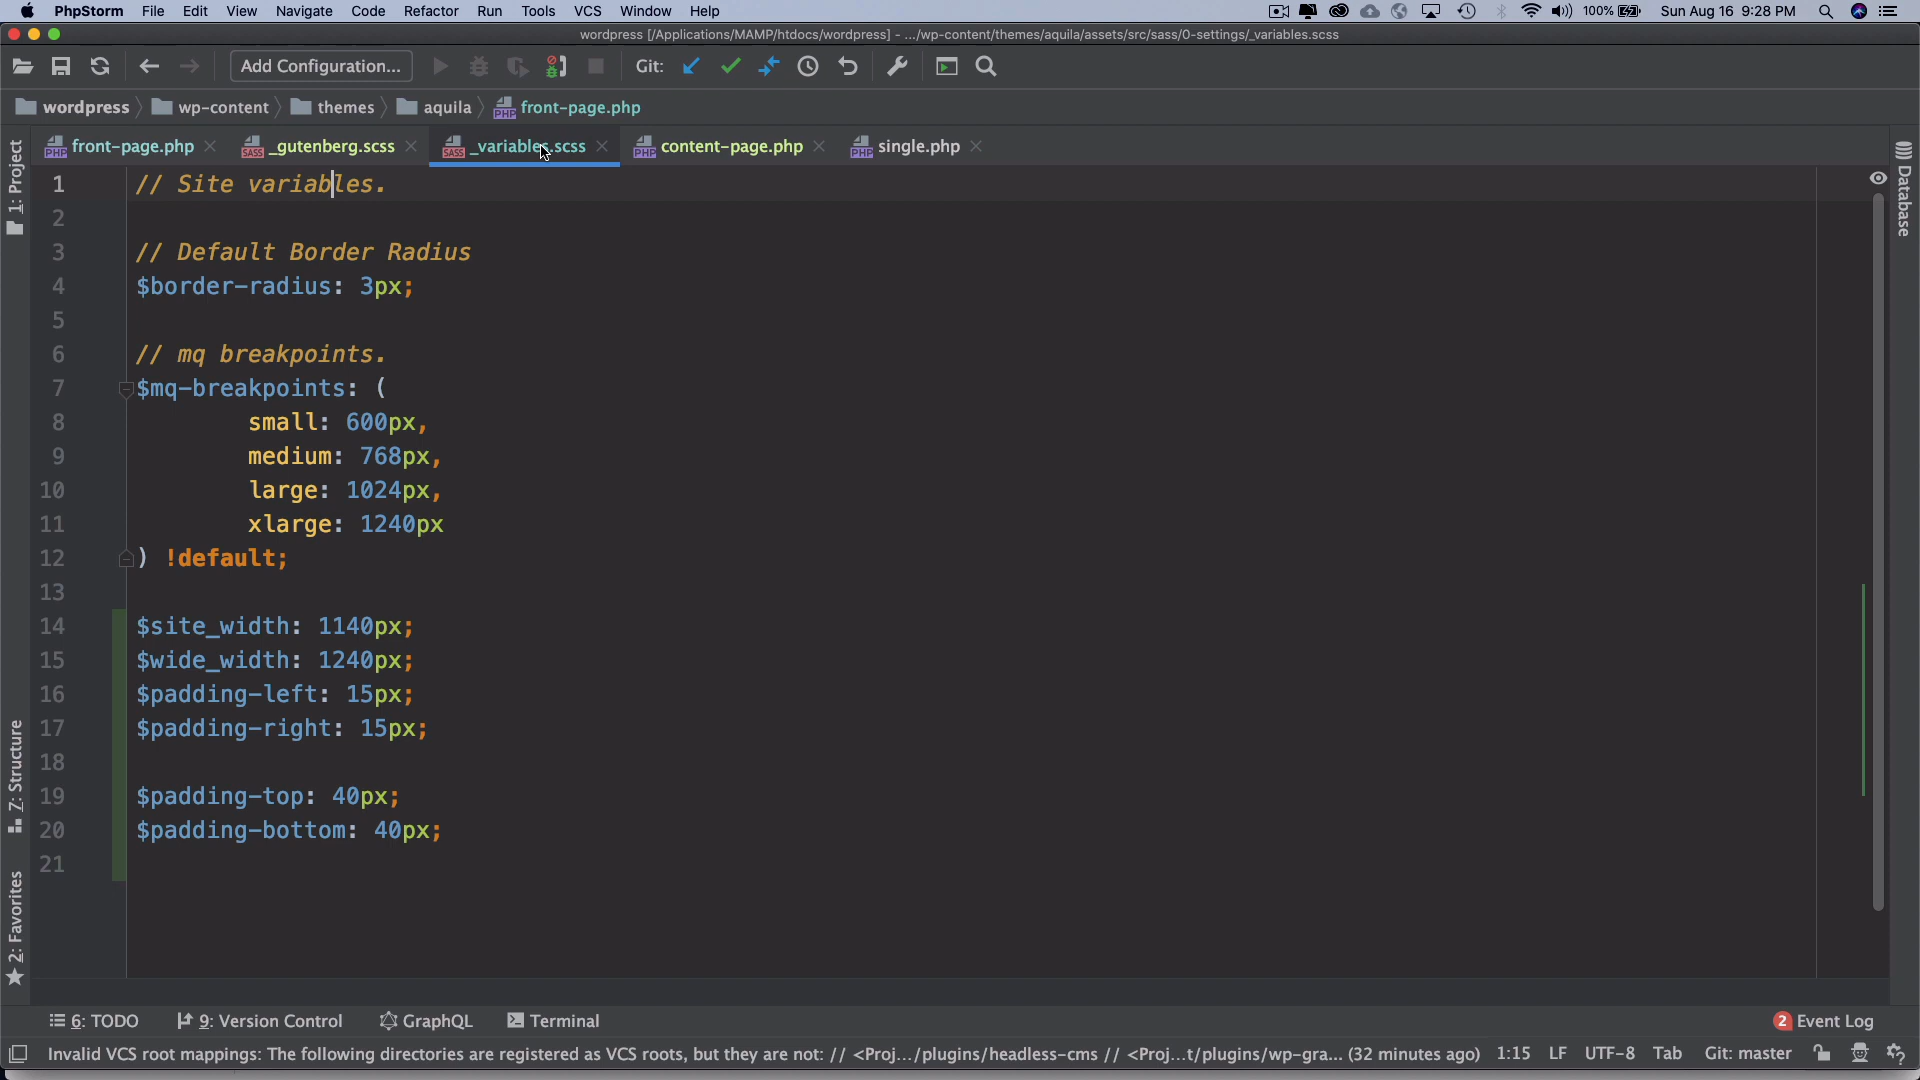 PhpStorm File Edit View Navigate Code Refactor Run Tools VCS Window Help 100% Sun Aug 16 9:28 PM
wordpress [/Applications/MAMP/htdocs/wordpress] - .../wp-content/themes/aquila/assets/src/sass/0-settings/_variables.scss
Add Configuration... Git:
wordpress wp-content themes aquila front-page.php
front-page.php _gutenberg.scss _variables.scss content-page.php single.php
1: Project
Database
1 // Site variables.
2
3 // Default Border Radius
4 $border-radius: 3px;
5
6 // mq breakpoints.
7 $mq-breakpoints: (
8 small: 600px,
9 medium: 768px,
10 large: 1024px,
11 xlarge: 1240px
12 ) !default;
13
14 $site_width: 1140px;
15 $wide_width: 1240px;
16 $padding-left: 15px;
17 $padding-right: 15px;
18
19 $padding-top: 40px;
20 $padding-bottom: 40px;
21
Z: Structure
2: Favorites
6: TODO 9: Version Control GraphQL Terminal 2 Event Log
Invalid VCS root mappings: The following directories are registered as VCS roots, but they are not: // <Proj.../plugins/headless-cms // <Proj...t/plugins/wp-gra... (32 minutes ago) 1:15 LF UTF-8 Tab Git: master